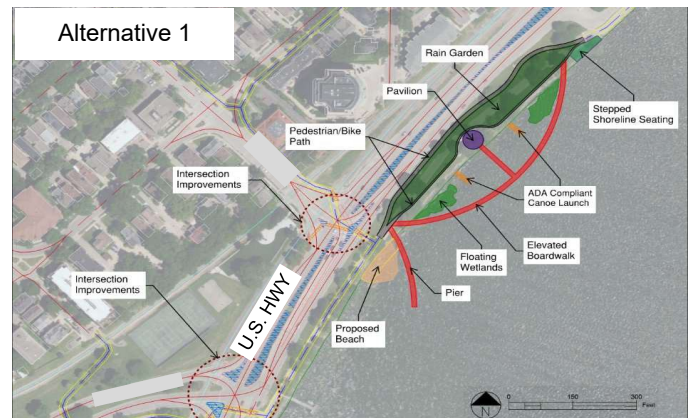 Alternative 1
Rain Garden
Pavilion
Stepped
Shoreline Seating
Pedestrian/Bike
Path
Intersection
Improvements
ADA Compliant
Canoe Launch
Elevated
Boardwalk
Floating
Wetlands
Intersection
Improvements
U.S. HWY
Pier
Proposed
Beach
N
0 150 300
Feet